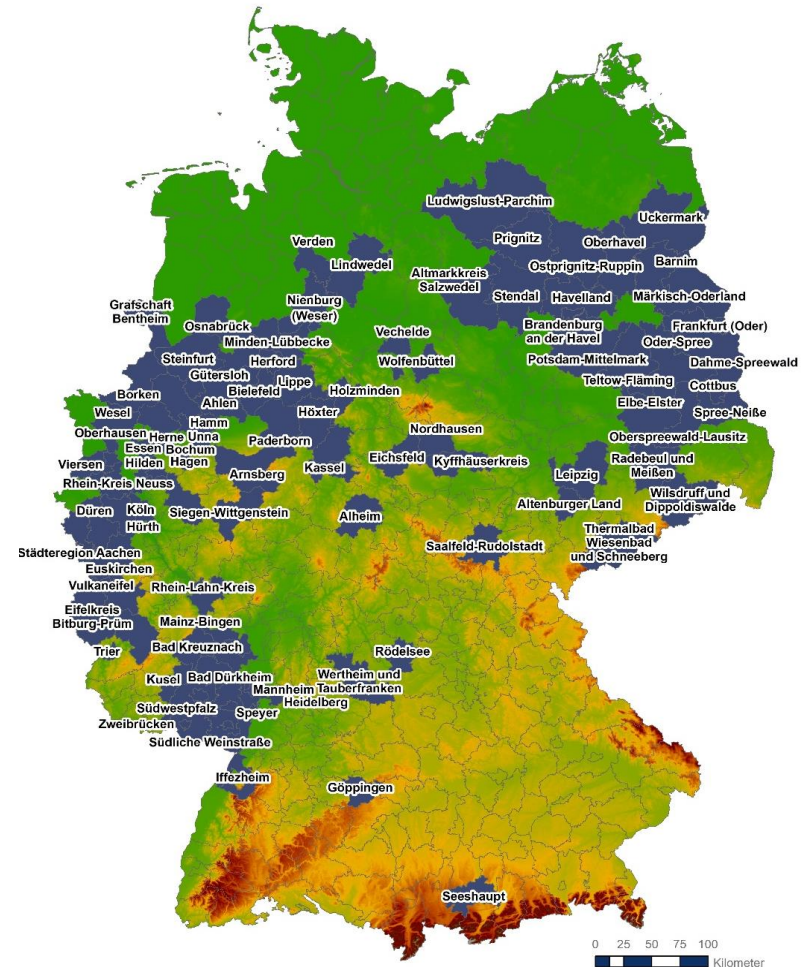 Ludwigslust-Parchim
Uckermark
Prignitz
Oberhavel
Verden
Lindwedel
Ostprignitz-Ruppin
Barnim
Altmarkkreis
Salzwedel
Stendal
Havelland
Märkisch-Oderland
Grafschaft
Bentheim
Nienburg
(Weser)
Osnabrück
Minden-Lübbecke
Vechelde
Brandenburg
an der Havel
Frankfurt (Oder)
Oder-Spree
Steinfurt
Herford
Wolfenbüttel
Potsdam-Mittelmark
Dahme-Spreewald
Gütersloh
Lippe
Teltow-Fläming
Cottbus
Borken
Bielefeld
Holzminden
Ahlen
Elbe-Elster
Wesel
Höxter
Spree-Neiße
Hamm
Nordhausen
Oberhausen
Herne
Unna
Paderborn
Oberspreewald-Lausitz
Essen
Bochum
Viersen
Hilden
Hagen
Kassel
Eichsfeld
Kyffhäuserkreis
Radebeul und
Meißen
Arnsberg
Leipzig
Rhein-Kreis Neuss
Wilsdruff und
Dippoldiswalde
Düren
Köln
Siegen-Wittgenstein
Alheim
Altenburger Land
Hürth
Thermalbad
Wiesenbad
und Schneeberg
Städteregion Aachen
Saalfeld-Rudolstadt
Euskirchen
Vulkaneifel
Rhein-Lahn-Kreis
Eifelkreis
Bitburg-Prüm
Mainz-Bingen
Trier
Bad Kreuznach
Rödelsee
Kusel
Bad Dürkheim
Wertheim und
Tauberfranken
Mannheim
Heidelberg
Südwestpfalz
Speyer
Zweibrücken
Südliche Weinstraße
Iffezheim
Göppingen
Seeshaupt
0 25 50 75 100
Kilometer